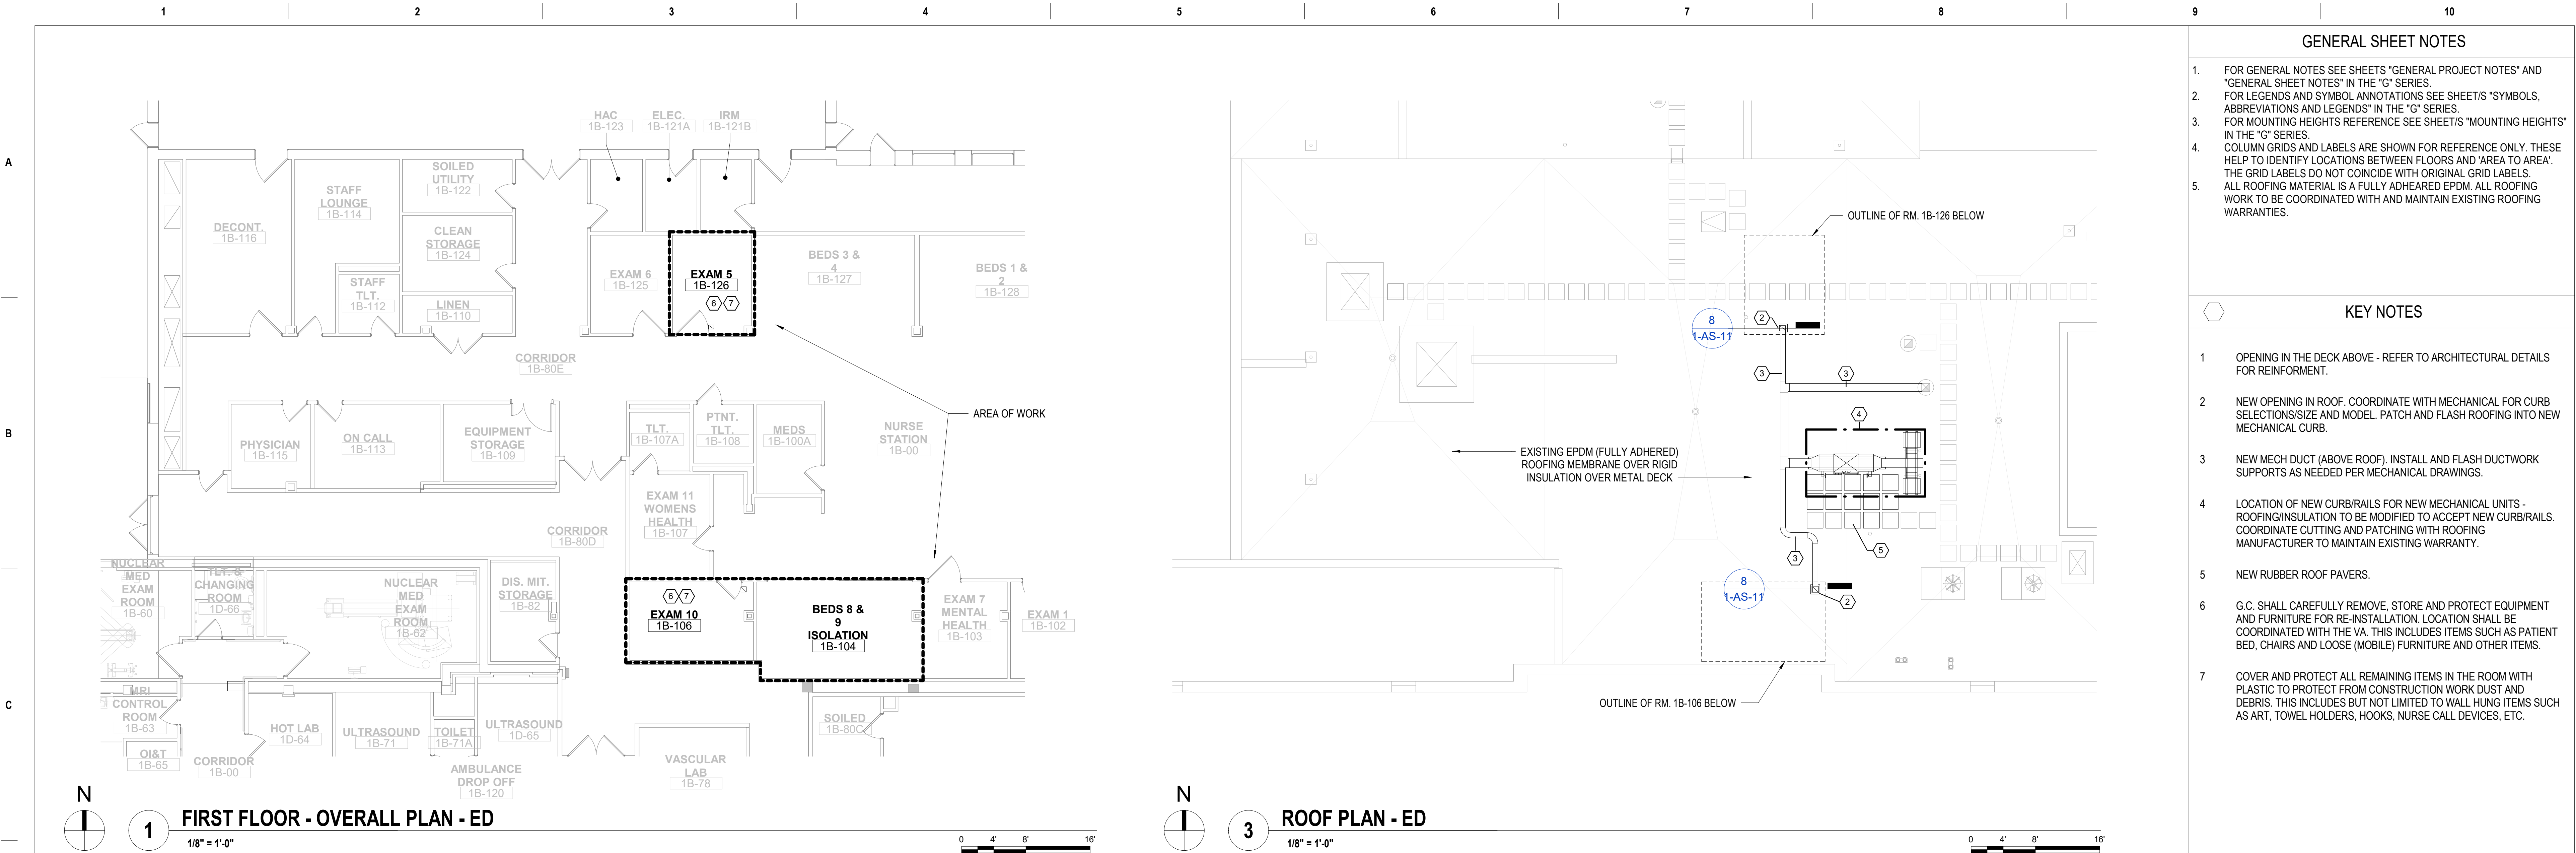 1 2 3 4 5 6 7 8 9 10
A
B
C
HAC
1B-123
ELEC.
1B-121A
IRM
1B-121B
SOILED
UTILITY
1B-122
STAFF
LOUNGE
1B-114
DECONT.
1B-116
CLEAN
STORAGE
1B-124
STAFF
TLT.
1B-112
LINEN
1B-110
EXAM 6
1B-125
EXAM 5
1B-126
6 7
BEDS 3 &
4
1B-127
BEDS 1 &
2
1B-128
CORRIDOR
1B-80E
AREA OF WORK
PHYSICIAN
1B-115
ON CALL
1B-113
EQUIPMENT
STORAGE
1B-109
TLT.
1B-107A
PTNT.
TLT.
1B-108
MEDS
1B-100A
NURSE
STATION
1B-00
EXAM 11
WOMENS
HEALTH
1B-107
CORRIDOR
1B-80D
NUCLEAR
MED
EXAM
ROOM
1B-60
TLT. &
CHANGING
ROOM
1D-66
NUCLEAR
MED
EXAM
ROOM
1B-62
DIS. MIT.
STORAGE
1B-82
6 7
EXAM 10
1B-106
BEDS 8 &
9
ISOLATION
1B-104
EXAM 7
MENTAL
HEALTH
1B-103
EXAM 1
1B-102
MRI
CONTROL
ROOM
1B-63
OI&T
1B-65
CORRIDOR
1B-00
HOT LAB
1D-64
ULTRASOUND
1B-71
TOILET
1B-71A
ULTRASOUND
1D-65
AMBULANCE
DROP OFF
1B-120
VASCULAR
LAB
1B-78
SOILED
1B-80C
N
1
FIRST FLOOR - OVERALL PLAN - ED
1/8" = 1'-0"
0 4' 8' 16'
OUTLINE OF RM. 1B-126 BELOW
8
1-AS-11
2
3
3
4
EXISTING EPDM (FULLY ADHERED)
ROOFING MEMBRANE OVER RIGID
INSULATION OVER METAL DECK
5
3
8
1-AS-11
2
OUTLINE OF RM. 1B-106 BELOW
N
3
ROOF PLAN - ED
1/8" = 1'-0"
0 4' 8' 16'
GENERAL SHEET NOTES
1. FOR GENERAL NOTES SEE SHEETS "GENERAL PROJECT NOTES" AND
"GENERAL SHEET NOTES" IN THE "G" SERIES.
2. FOR LEGENDS AND SYMBOL ANNOTATIONS SEE SHEET/S "SYMBOLS,
ABBREVIATIONS AND LEGENDS" IN THE "G" SERIES.
3. FOR MOUNTING HEIGHTS REFERENCE SEE SHEET/S "MOUNTING HEIGHTS"
IN THE "G" SERIES.
4. COLUMN GRIDS AND LABELS ARE SHOWN FOR REFERENCE ONLY. THESE
HELP TO IDENTIFY LOCATIONS BETWEEN FLOORS AND 'AREA TO AREA'.
THE GRID LABELS DO NOT COINCIDE WITH ORIGINAL GRID LABELS.
5. ALL ROOFING MATERIAL IS A FULLY ADHEARED EPDM. ALL ROOFING
WORK TO BE COORDINATED WITH AND MAINTAIN EXISTING ROOFING
WARRANTIES.
KEY NOTES
1 OPENING IN THE DECK ABOVE - REFER TO ARCHITECTURAL DETAILS
FOR REINFORMENT.
2 NEW OPENING IN ROOF. COORDINATE WITH MECHANICAL FOR CURB
SELECTIONS/SIZE AND MODEL. PATCH AND FLASH ROOFING INTO NEW
MECHANICAL CURB.
3 NEW MECH DUCT (ABOVE ROOF). INSTALL AND FLASH DUCTWORK
SUPPORTS AS NEEDED PER MECHANICAL DRAWINGS.
4 LOCATION OF NEW CURB/RAILS FOR NEW MECHANICAL UNITS -
ROOFING/INSULATION TO BE MODIFIED TO ACCEPT NEW CURB/RAILS.
COORDINATE CUTTING AND PATCHING WITH ROOFING
MANUFACTURER TO MAINTAIN EXISTING WARRANTY.
5 NEW RUBBER ROOF PAVERS.
6 G.C. SHALL CAREFULLY REMOVE, STORE AND PROTECT EQUIPMENT
AND FURNITURE FOR RE-INSTALLATION. LOCATION SHALL BE
COORDINATED WITH THE VA. THIS INCLUDES ITEMS SUCH AS PATIENT
BED, CHAIRS AND LOOSE (MOBILE) FURNITURE AND OTHER ITEMS.
7 COVER AND PROTECT ALL REMAINING ITEMS IN THE ROOM WITH
PLASTIC TO PROTECT FROM CONSTRUCTION WORK DUST AND
DEBRIS. THIS INCLUDES BUT NOT LIMITED TO WALL HUNG ITEMS SUCH
AS ART, TOWEL HOLDERS, HOOKS, NURSE CALL DEVICES, ETC.